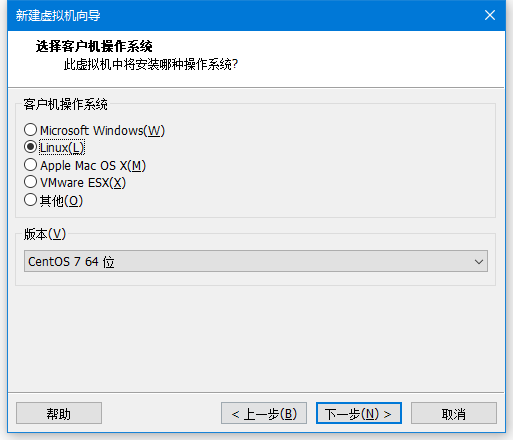 新建虚拟机向导
选择客户机操作系统
此虚拟机中将安装哪种操作系统?
客户机操作系统
Microsoft Windows(W)
Linux(L)
Apple Mac OS X(M)
VMware ESX(X)
其他(O)
版本(V)
CentOS 7 64 位
帮助
< 上一步(B)
下一步(N) >
取消